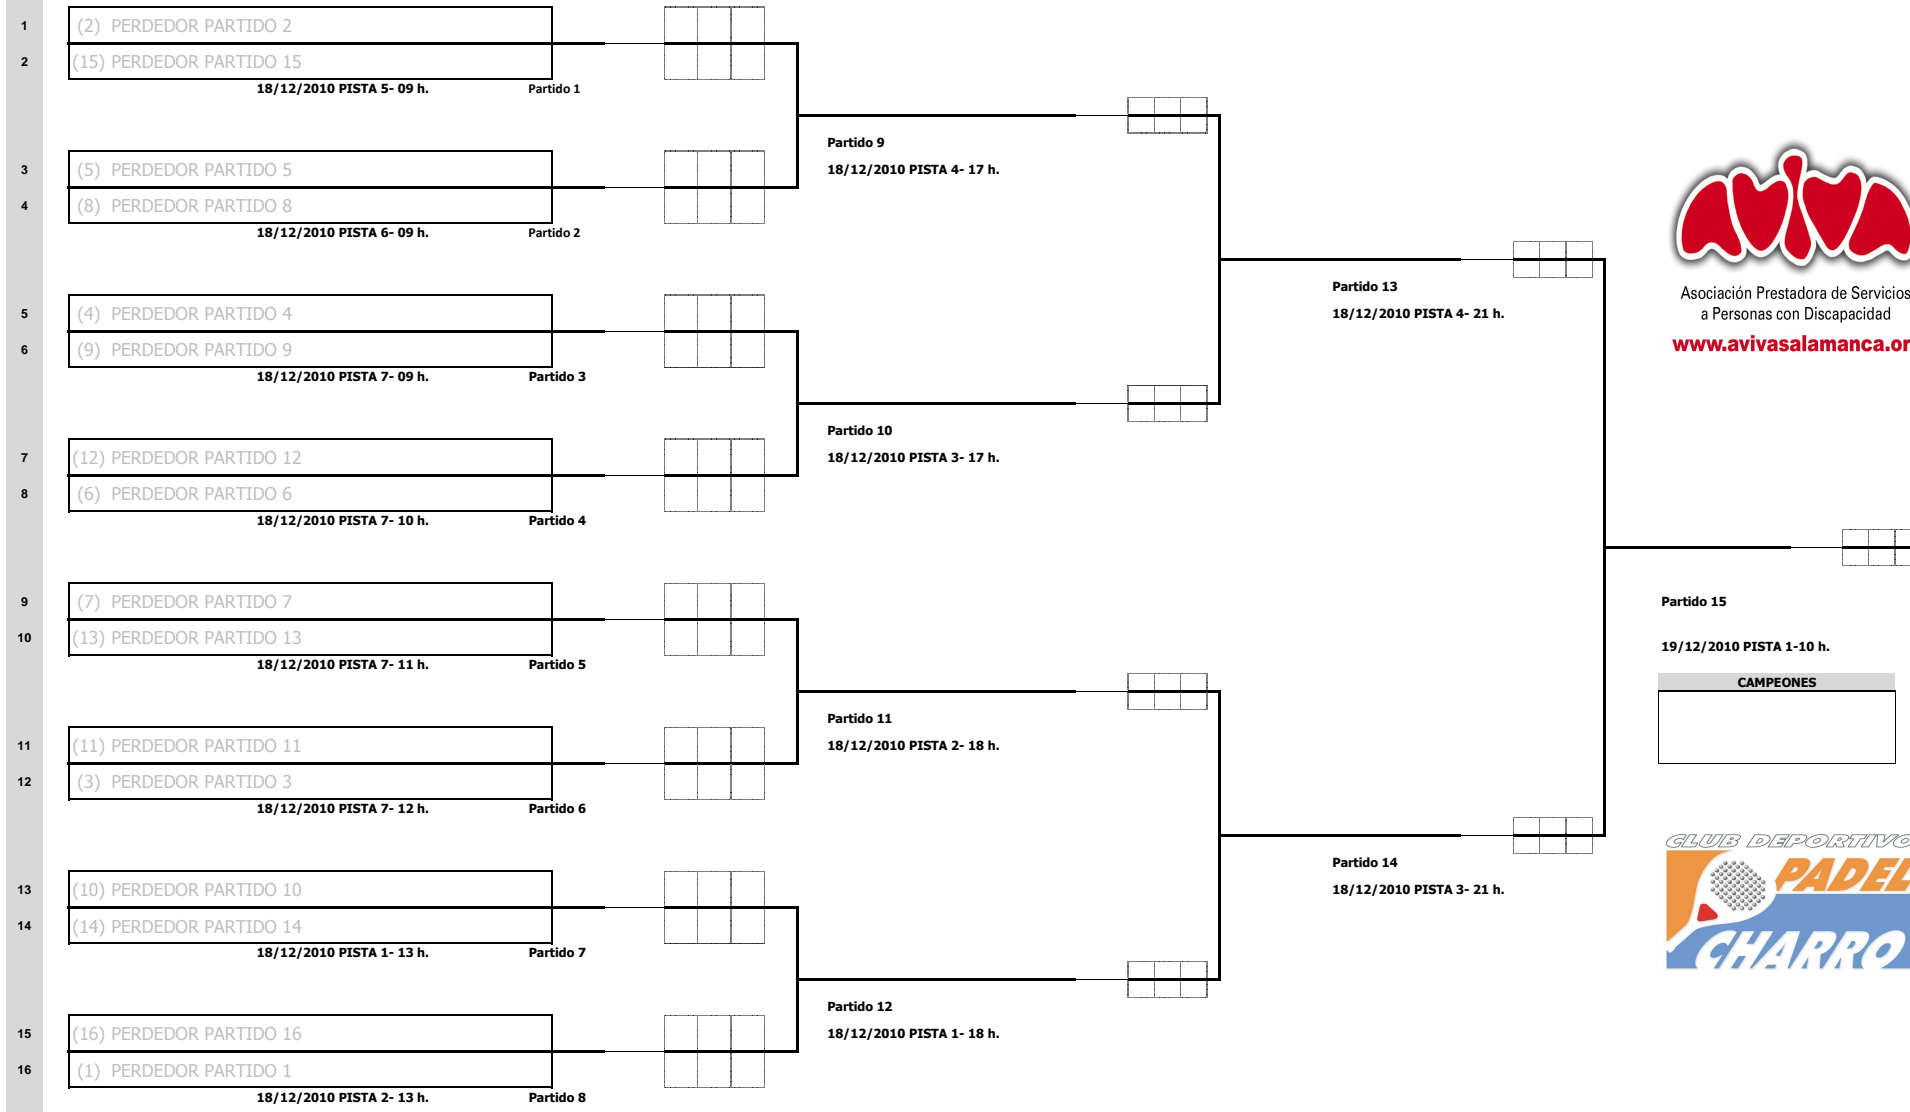 1 (2) PERDEDOR PARTIDO 2
2 (15) PERDEDOR PARTIDO 15
18/12/2010 PISTA 5- 09 h. Partido 1
Partido 9
18/12/2010 PISTA 4- 17 h.
3 (5) PERDEDOR PARTIDO 5
4 (8) PERDEDOR PARTIDO 8
18/12/2010 PISTA 6- 09 h. Partido 2
aviva
Asociación Prestadora de Servicios
a Personas con Discapacidad
www.avivasalamanca.or
Partido 13
18/12/2010 PISTA 4- 21 h.
5 (4) PERDEDOR PARTIDO 4
6 (9) PERDEDOR PARTIDO 9
18/12/2010 PISTA 7- 09 h. Partido 3
Partido 10
18/12/2010 PISTA 3- 17 h.
7 (12) PERDEDOR PARTIDO 12
8 (6) PERDEDOR PARTIDO 6
18/12/2010 PISTA 7- 10 h. Partido 4
9 (7) PERDEDOR PARTIDO 7
10 (13) PERDEDOR PARTIDO 13
18/12/2010 PISTA 7- 11 h. Partido 5
Partido 15
19/12/2010 PISTA 1-10 h.
CAMPEONES
Partido 11
18/12/2010 PISTA 2- 18 h.
11 (11) PERDEDOR PARTIDO 11
12 (3) PERDEDOR PARTIDO 3
18/12/2010 PISTA 7- 12 h. Partido 6
Partido 14
18/12/2010 PISTA 3- 21 h.
CLUB DEPORTIVO
PADEL
CHARRO
13 (10) PERDEDOR PARTIDO 10
14 (14) PERDEDOR PARTIDO 14
18/12/2010 PISTA 1- 13 h. Partido 7
Partido 12
18/12/2010 PISTA 1- 18 h.
15 (16) PERDEDOR PARTIDO 16
16 (1) PERDEDOR PARTIDO 1
18/12/2010 PISTA 2- 13 h. Partido 8